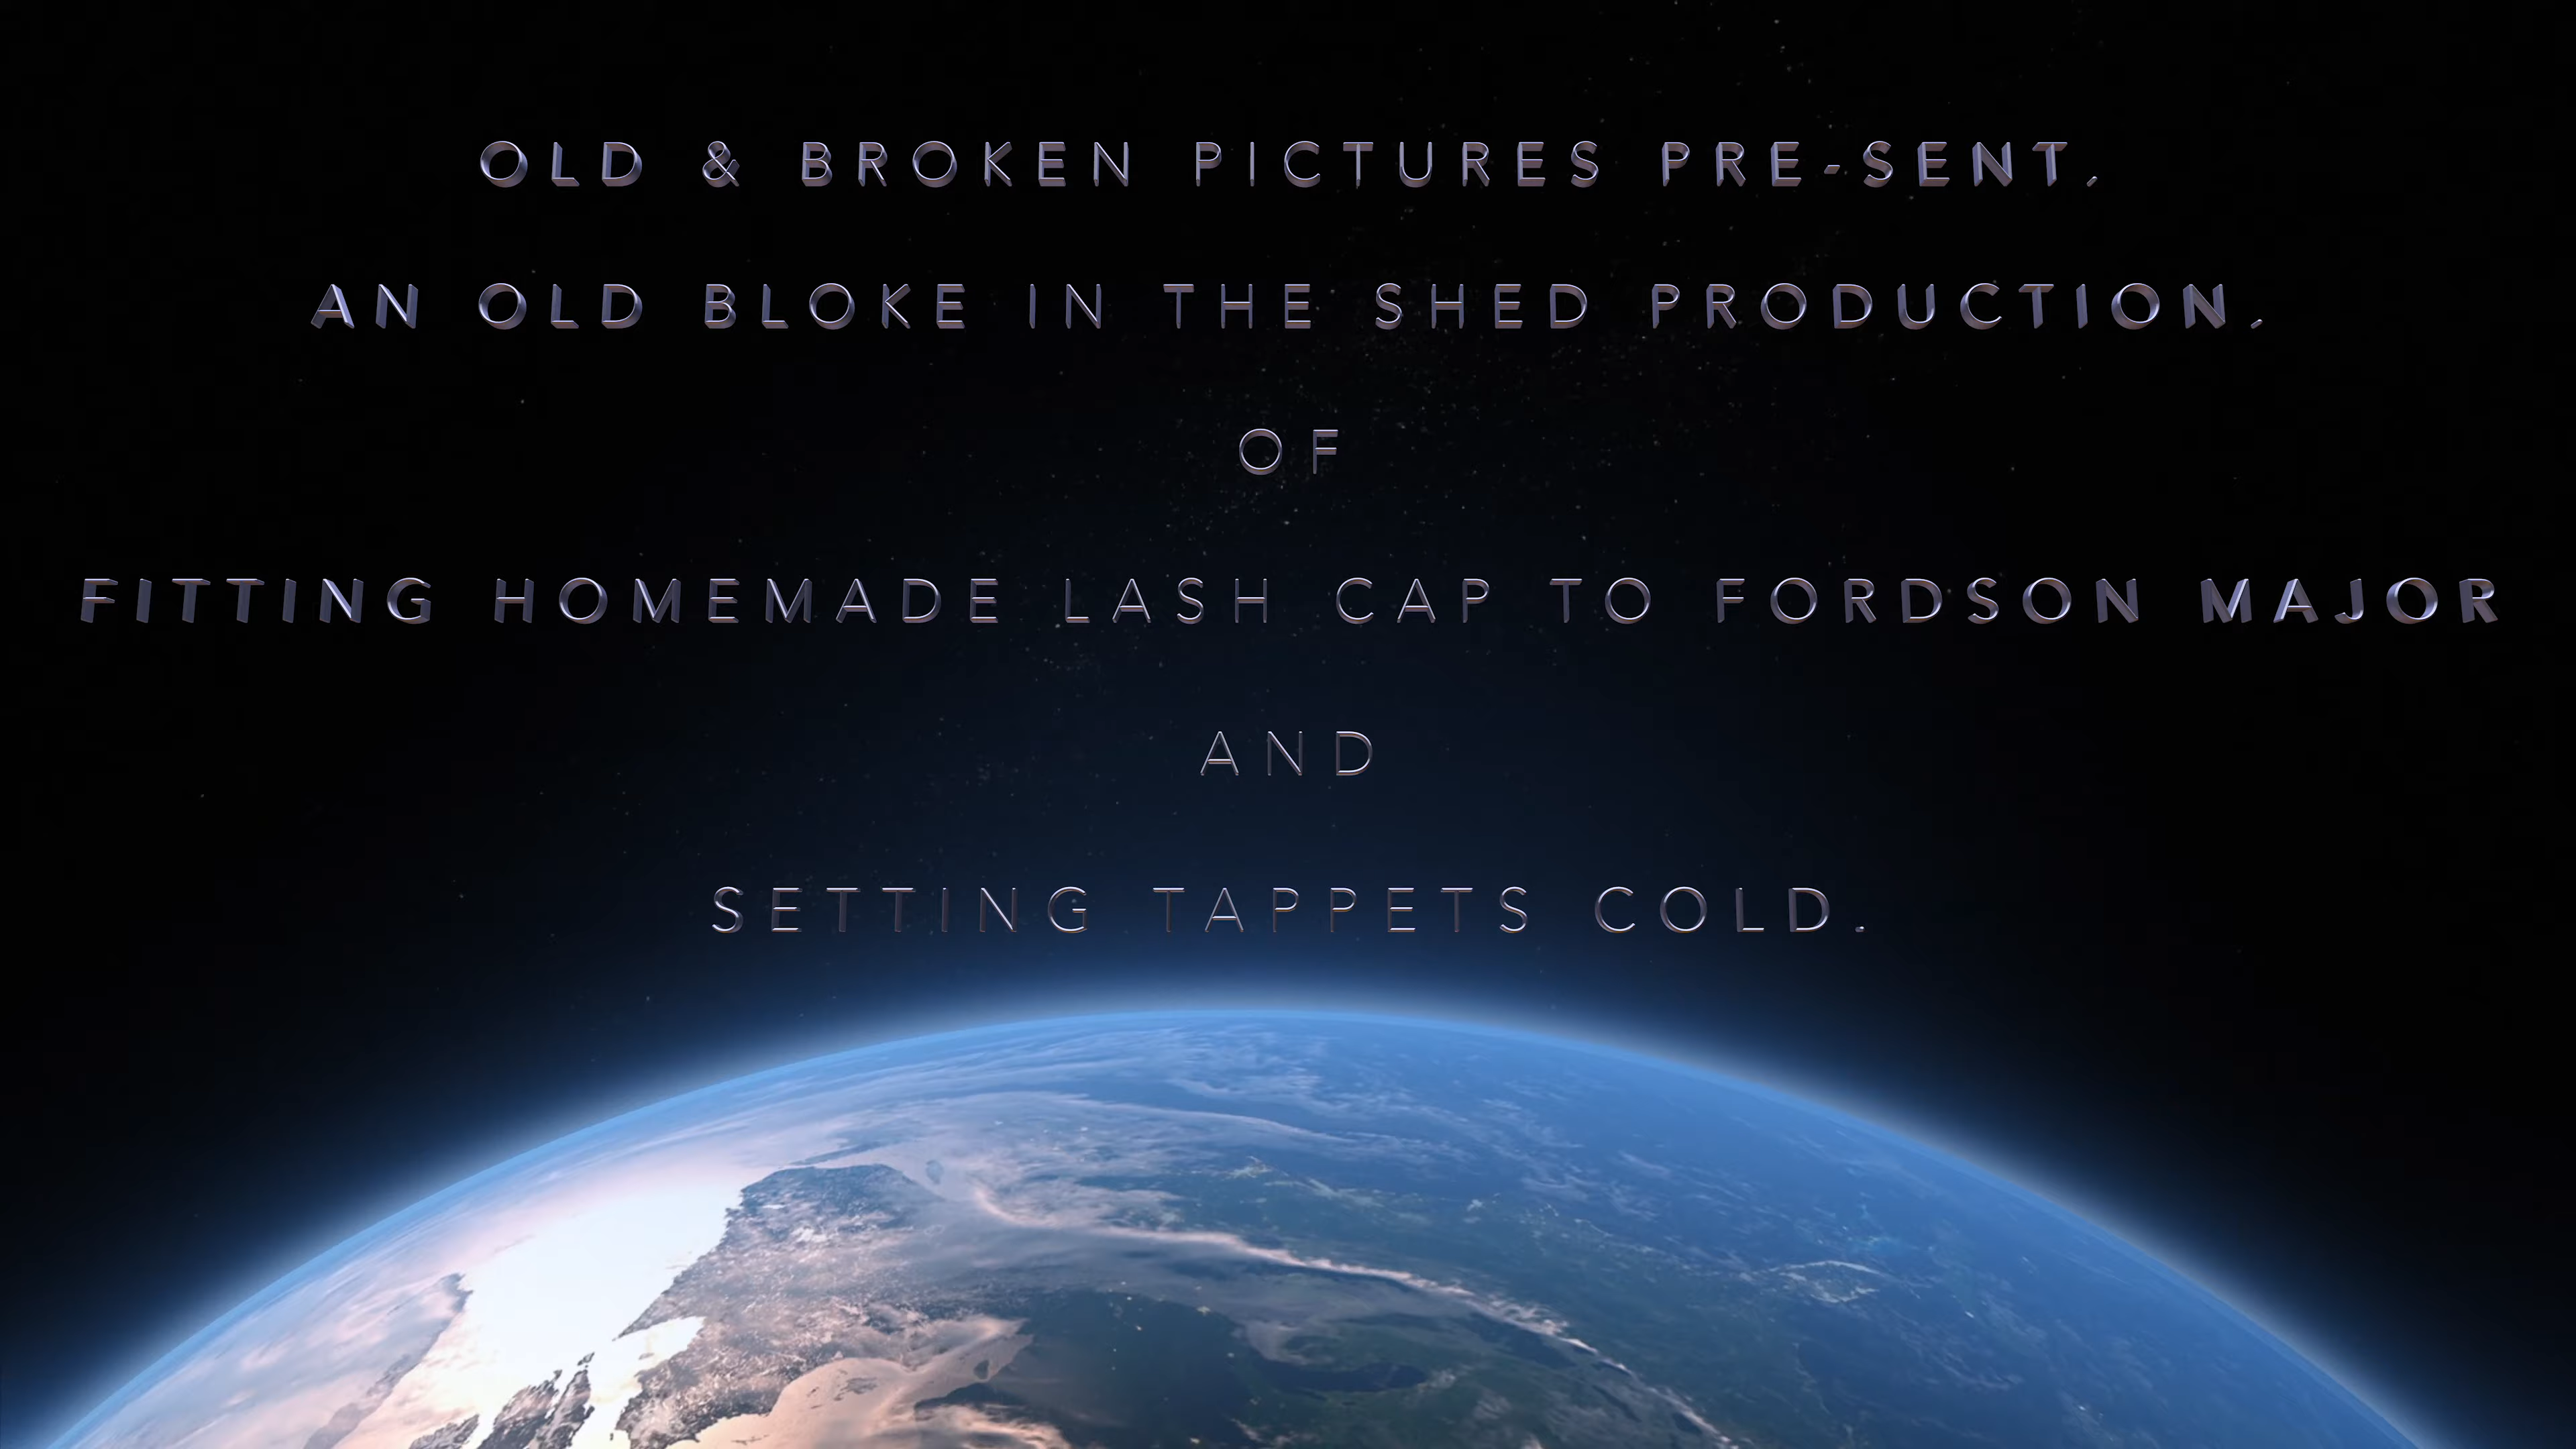 OLD & BROKEN PICTURES PRE-SENT,
AN OLD BLOKE IN THE SHED PRODUCTION,
OF
FITTING HOMEMADE LASH CAP TO FORDSON MAJOR
AND
SETTING TAPPETS COLD.